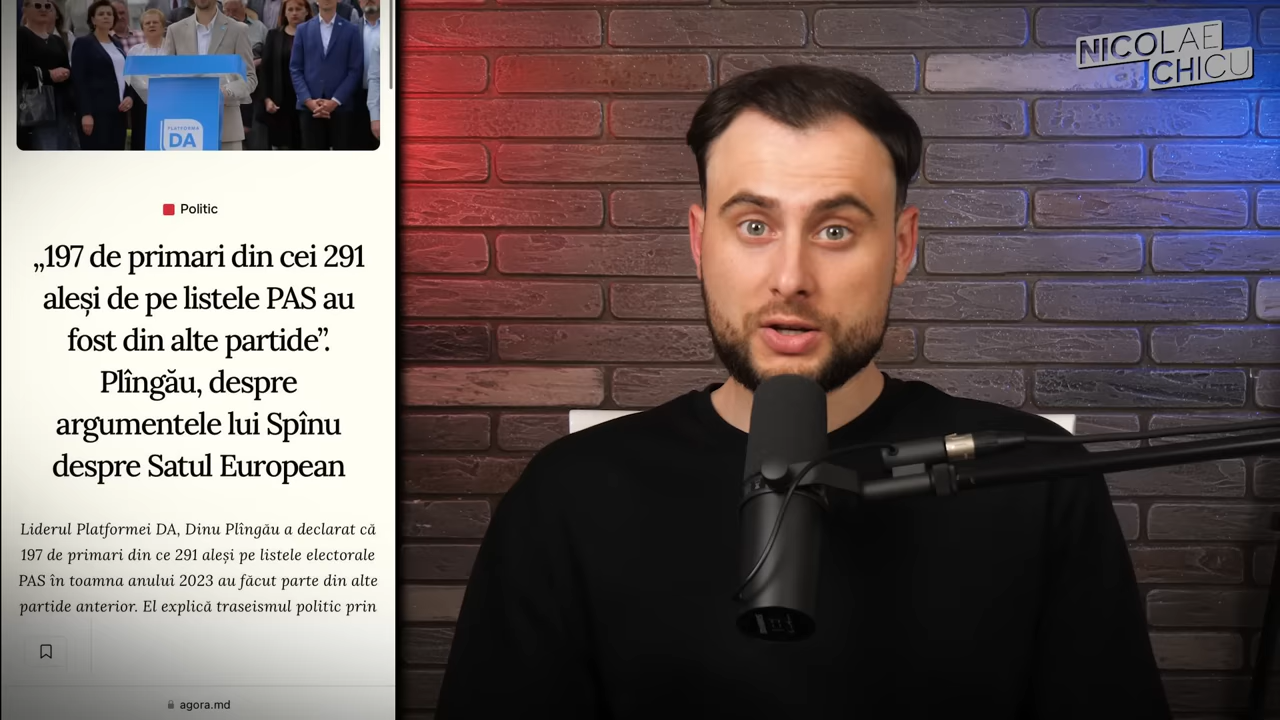 PLATFORMA
DA
Politic
„197 de primari din cei 291
aleși de pe listele PAS au
fost din alte partide”.
Plîngău, despre
argumentele lui Spînu
despre Satul European
Liderul Platformei DA, Dinu Plîngău a declarat că
197 de primari din ce 291 aleși pe listele electorale
PAS în toamna anului 2023 au făcut parte din alte
partide anterior. El explică traseismul politic prin
agora.md
NICOLAE
CHICU